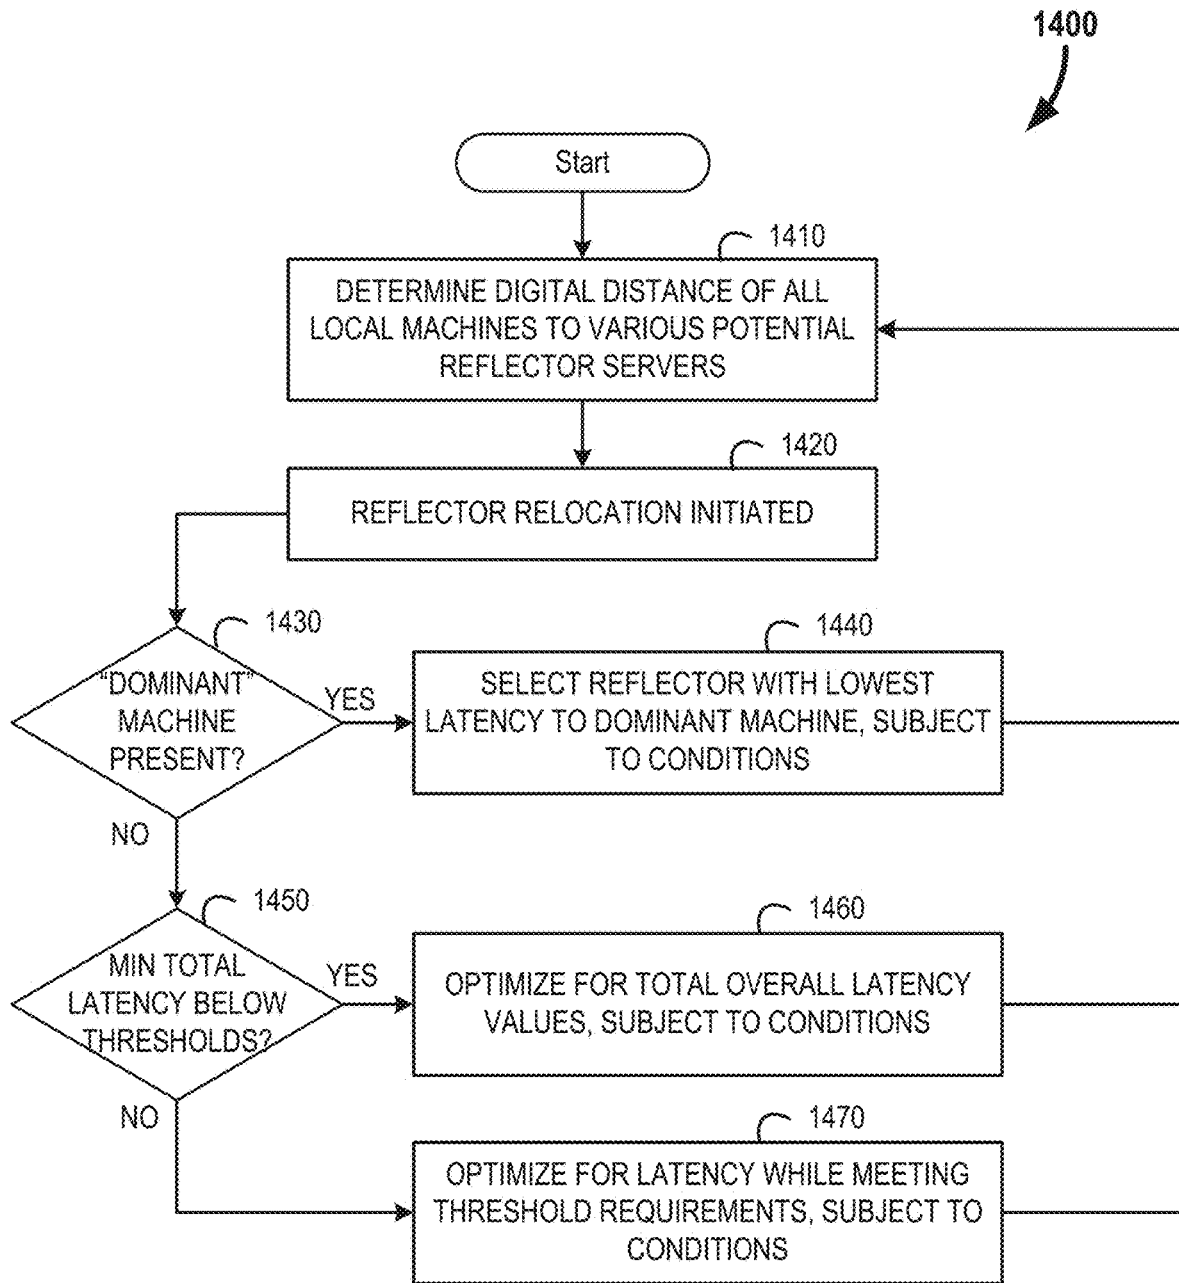 1400
Start
1410
DETERMINE DIGITAL DISTANCE OF ALL
LOCAL MACHINES TO VARIOUS POTENTIAL
REFLECTOR SERVERS
1420
REFLECTOR RELOCATION INITIATED
1430
“DOMINANT”
MACHINE
PRESENT?
YES
NO
1440
SELECT REFLECTOR WITH LOWEST
LATENCY TO DOMINANT MACHINE, SUBJECT
TO CONDITIONS
1450
MIN TOTAL
LATENCY BELOW
THRESHOLDS?
YES
NO
1460
OPTIMIZE FOR TOTAL OVERALL LATENCY
VALUES, SUBJECT TO CONDITIONS
1470
OPTIMIZE FOR LATENCY WHILE MEETING
THRESHOLD REQUIREMENTS, SUBJECT TO
CONDITIONS